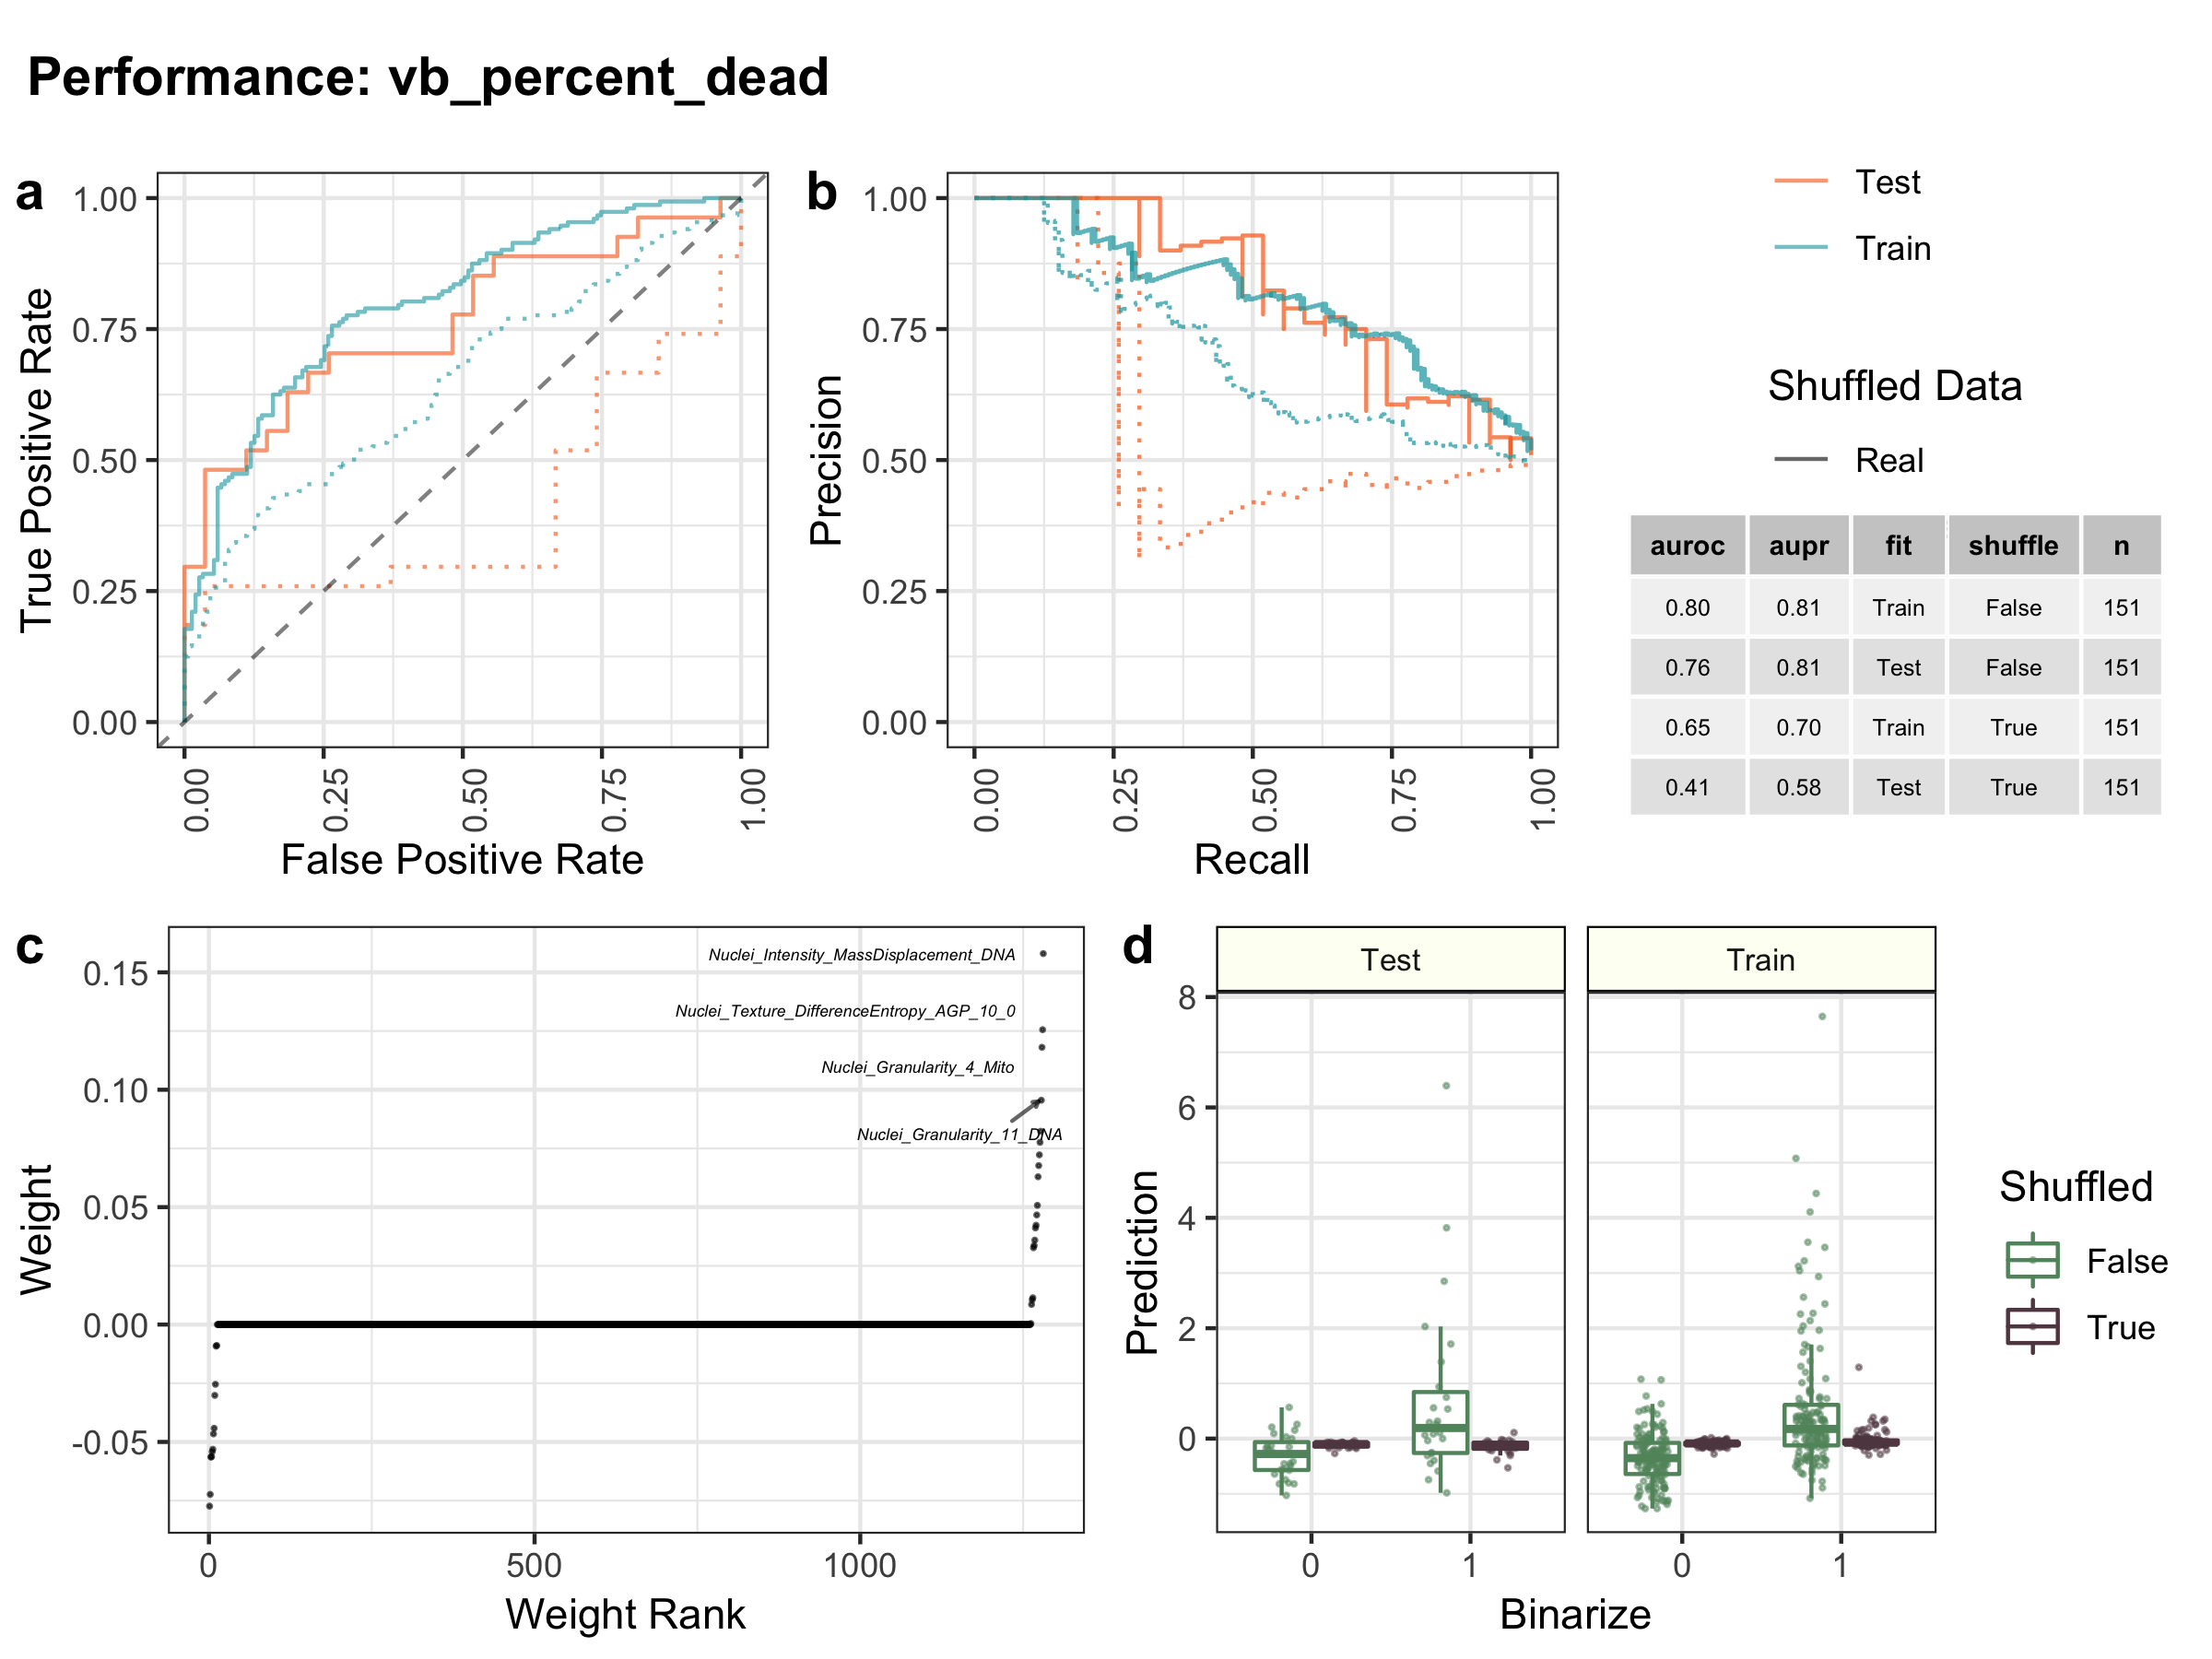 Performance: vb_percent_dead
a
1.00
0.75
0.50
0.25
0.00
True Positive Rate
0.00
0.25
0.50
0.75
1.00
False Positive Rate
b
1.00
0.75
0.50
0.25
0.00
Precision
0.00
0.25
0.50
0.75
1.00
Recall
Test
Train
Shuffled Data
Real
auroc aupr fit shuffle n
0.80 0.81 Train False 151
0.76 0.81 Test False 151
0.65 0.70 Train True 151
0.41 0.58 Test True 151
c
0.15
0.10
0.05
0.00
-0.05
Weight
Nuclei_Intensity_MassDisplacement_DNA
Nuclei_Texture_DifferenceEntropy_AGP_10_0
Nuclei_Granularity_4_Mito
Nuclei_Granularity_11_DNA
0
500
1000
Weight Rank
d
Test
Train
8
6
4
2
0
Prediction
0
1
0
1
Binarize
Shuffled
False
True